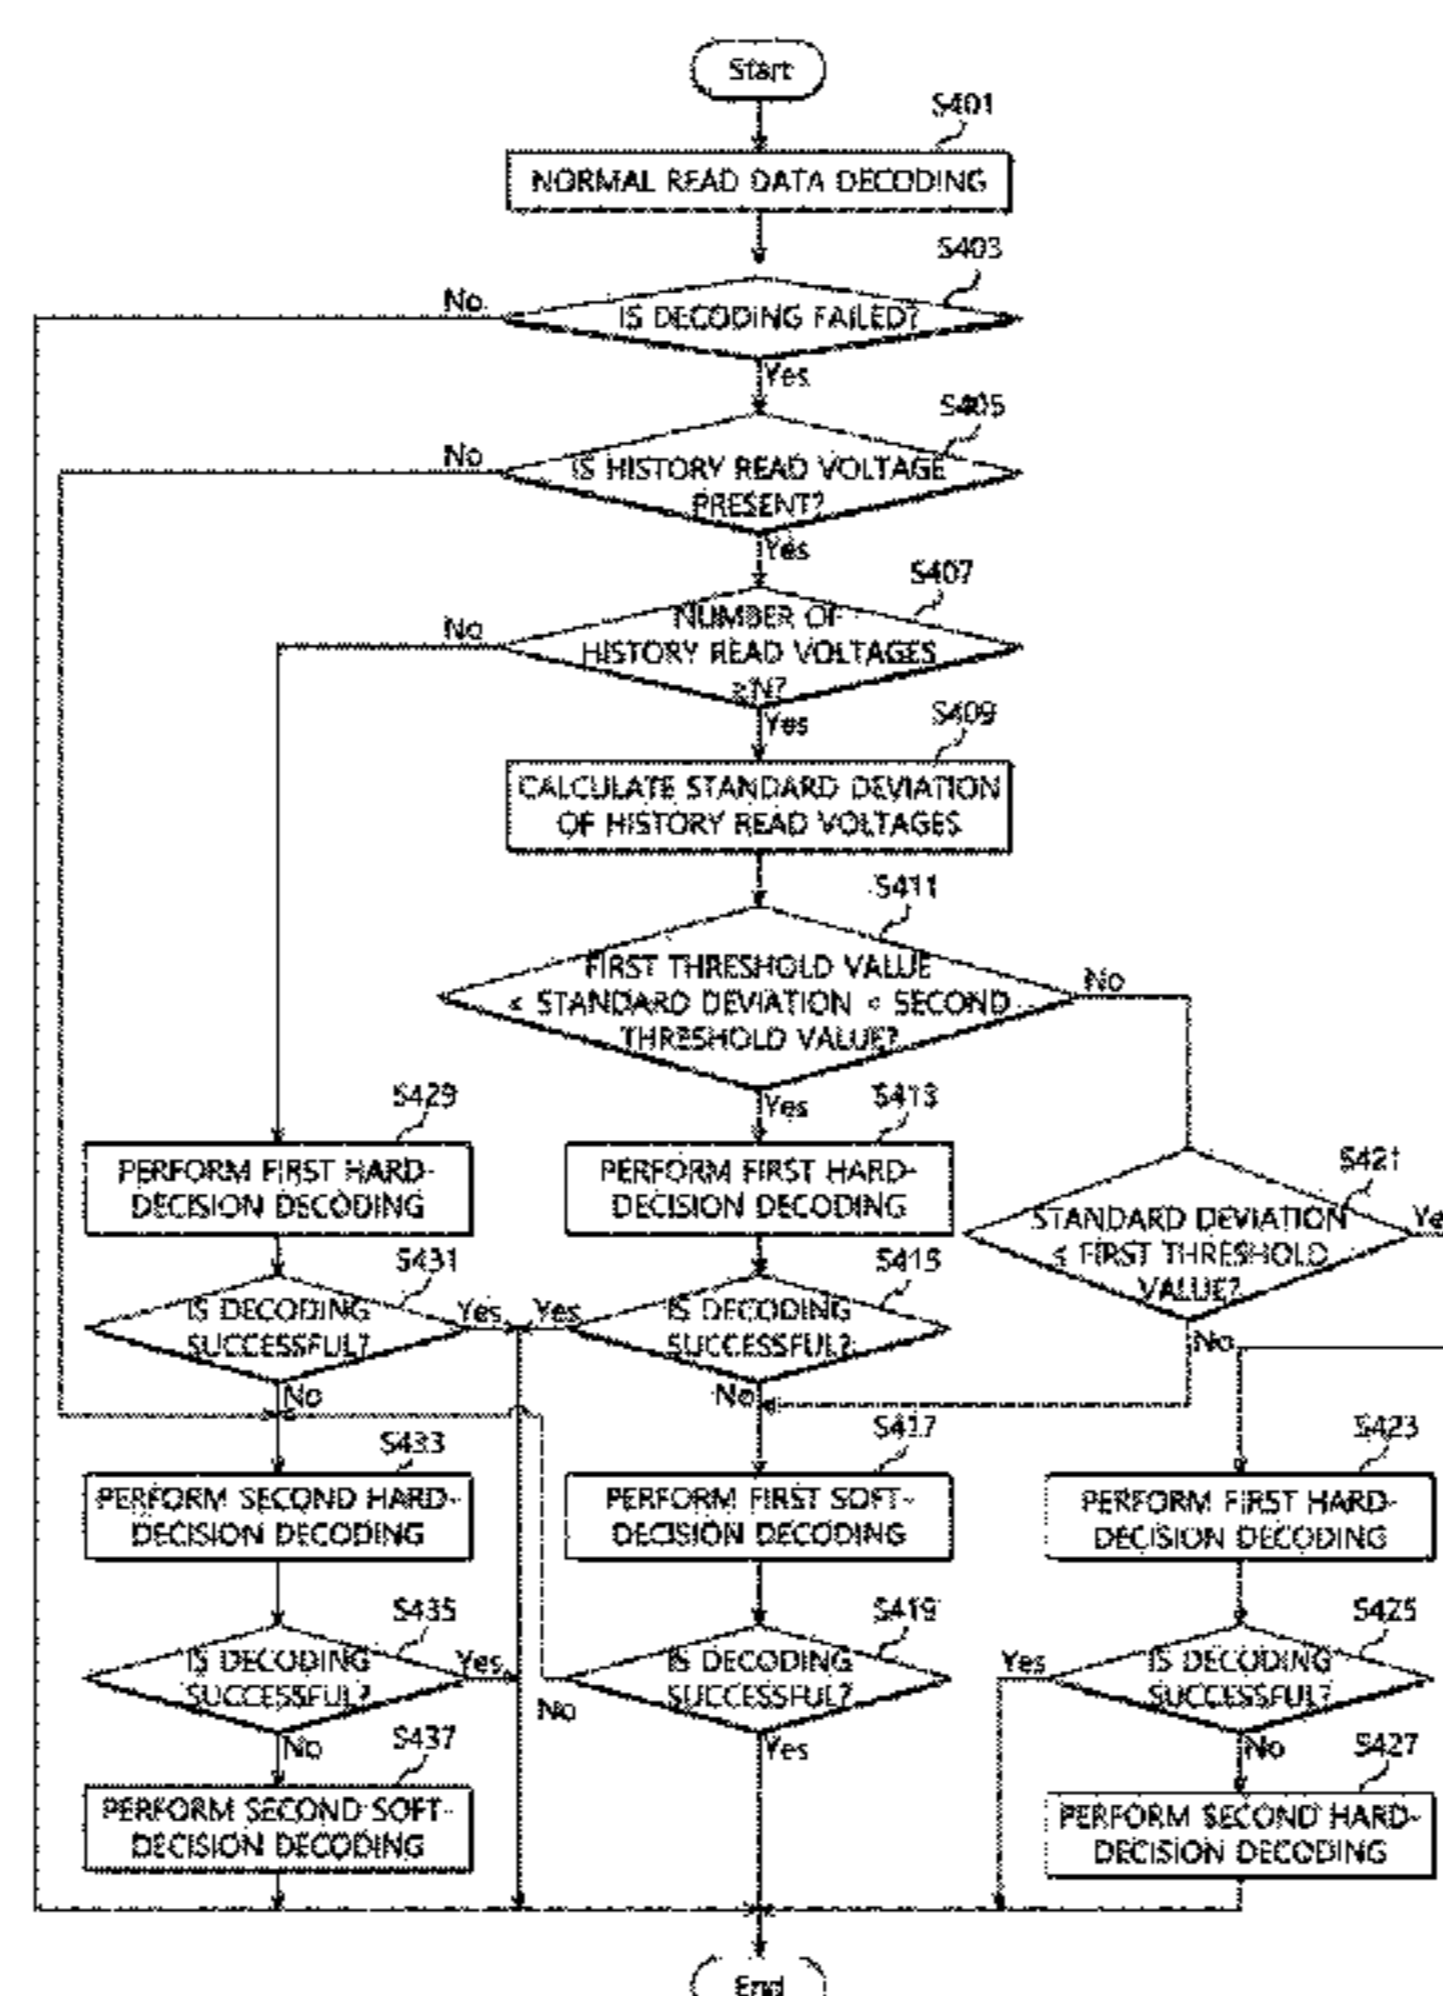 Start
S401
NORMAL READ DATA DECODING
S403
No
IS DECODING FAILED?
Yes
S405
No
IS HISTORY READ VOLTAGE
PRESENT?
Yes
S407
No
NUMBER OF
HISTORY READ VOLTAGES
≥N?
Yes
S409
CALCULATE STANDARD DEVIATION
OF HISTORY READ VOLTAGES
S411
FIRST THRESHOLD VALUE
< STANDARD DEVIATION < SECOND
THRESHOLD VALUE?
No
Yes
S429
PERFORM FIRST HARD-
DECISION DECODING
S413
PERFORM FIRST HARD-
DECISION DECODING
S421
STANDARD DEVIATION
≤ FIRST THRESHOLD
VALUE?
Ye
No
S431
IS DECODING
SUCCESSFUL?
Yes
No
S415
Yes
IS DECODING
SUCCESSFUL?
No
S433
PERFORM SECOND HARD-
DECISION DECODING
S417
PERFORM FIRST SOFT-
DECISION DECODING
S423
PERFORM FIRST HARD-
DECISION DECODING
S435
IS DECODING
SUCCESSFUL?
Yes
No
S419
IS DECODING
SUCCESSFUL?
No
Yes
S425
Yes
IS DECODING
SUCCESSFUL?
No
S437
PERFORM SECOND SOFT-
DECISION DECODING
S427
PERFORM SECOND HARD-
DECISION DECODING
End